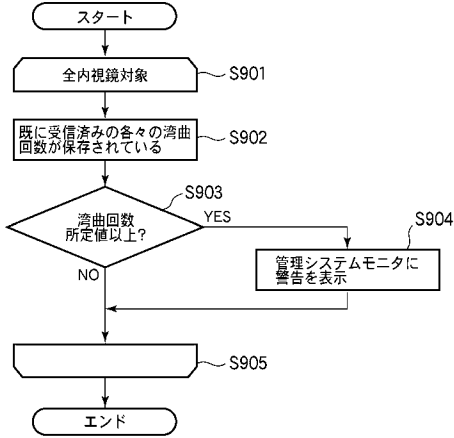 スタート
全内視鏡対象
S901
既に受信済みの各々の湾曲
回数が保存されている
S902
S903
湾曲回数
所定値以上?
YES
S904
管理システムモニタに
警告を表示
NO
S905
エンド